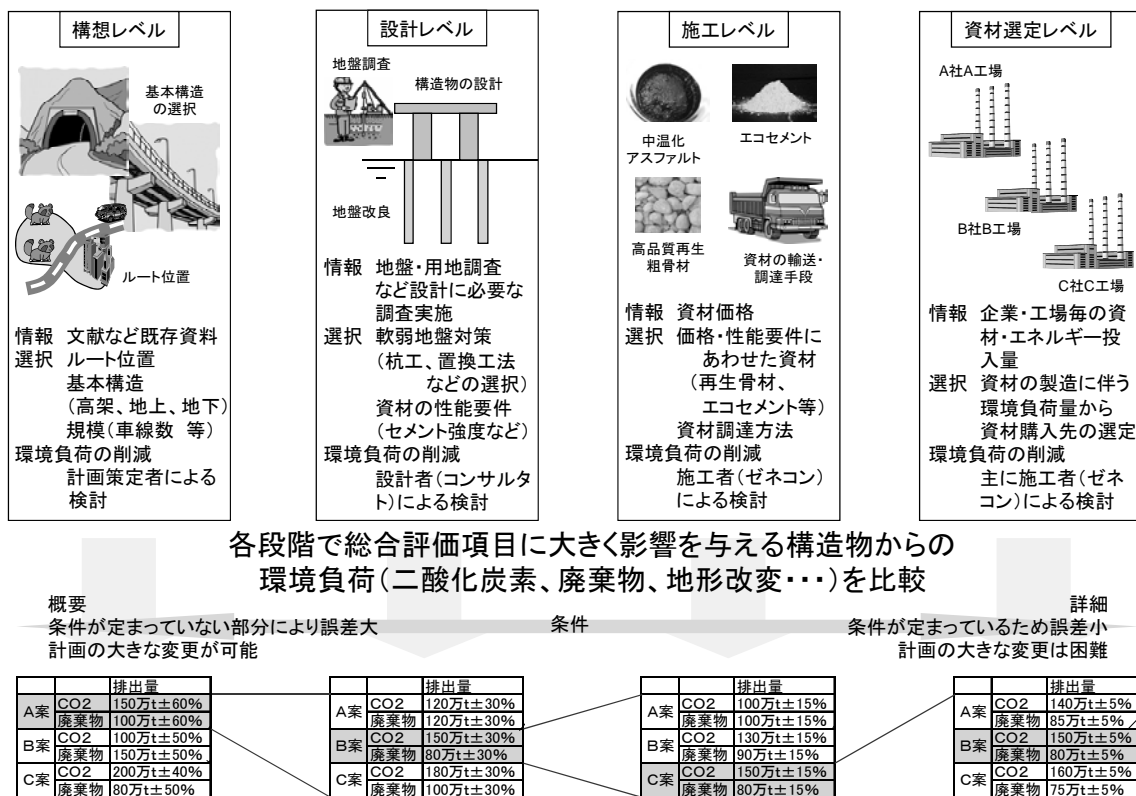 構想レベル
基本構造
の選択
ルート位置
情報 文献など既存資料
選択 ルート位置
基本構造
(高架、地上、地下)
規模(車線数 等)
環境負荷の削減
計画策定者による
検討
設計レベル
地盤調査
構造物の設計
地盤改良
情報 地盤・用地調査
など設計に必要な
調査実施
選択 軟弱地盤対策
(杭工、置換工法
などの選択)
資材の性能要件
(セメント強度など)
環境負荷の削減
設計者(コンサルタ
ト)による検討
施工レベル
中温化
アスファルト
エコセメント
高品質再生
粗骨材
資材の輸送・
調達手段
情報 資材価格
選択 価格・性能要件に
あわせた資材
(再生骨材、
エコセメント等)
資材調達方法
環境負荷の削減
施工者(ゼネコン)
による検討
資材選定レベル
A社A工場
B社B工場
C社C工場
情報 企業・工場毎の資
材・エネルギー投
入量
選択 資材の製造に伴う
環境負荷量から
資材購入先の選定
環境負荷の削減
主に施工者(ゼネ
コン)による検討
各段階で総合評価項目に大きく影響を与える構造物からの
環境負荷(二酸化炭素、廃棄物、地形改変・・・)を比較
概要
条件が定まっていない部分により誤差大
計画の大きな変更が可能
条件
詳細
条件が定まっているため誤差小
計画の大きな変更は困難
排出量
A案 CO2 150万t±60%
廃棄物 100万t±60%
B案 CO2 100万t±50%
廃棄物 150万t±50%
C案 CO2 200万t±40%
廃棄物 80万t±50%
排出量
A案 CO2 120万t±30%
廃棄物 120万t±30%
B案 CO2 150万t±30%
廃棄物 80万t±30%
C案 CO2 180万t±30%
廃棄物 100万t±30%
排出量
A案 CO2 100万t±15%
廃棄物 100万t±15%
B案 CO2 130万t±15%
廃棄物 90万t±15%
C案 CO2 150万t±15%
廃棄物 80万t±15%
排出量
A案 CO2 140万t±5%
廃棄物 85万t±5%
B案 CO2 150万t±5%
廃棄物 80万t±5%
C案 CO2 160万t±5%
廃棄物 75万t±5%